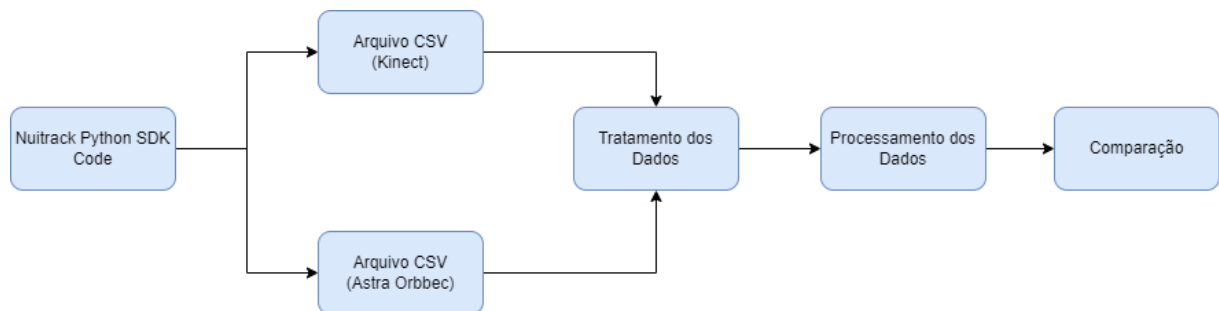 Nuitrack Python SDK
Code
Arquivo CSV
(Kinect)
Arquivo CSV
(Astra Orbbec)
Tratamento dos
Dados
Processamento dos
Dados
Comparação